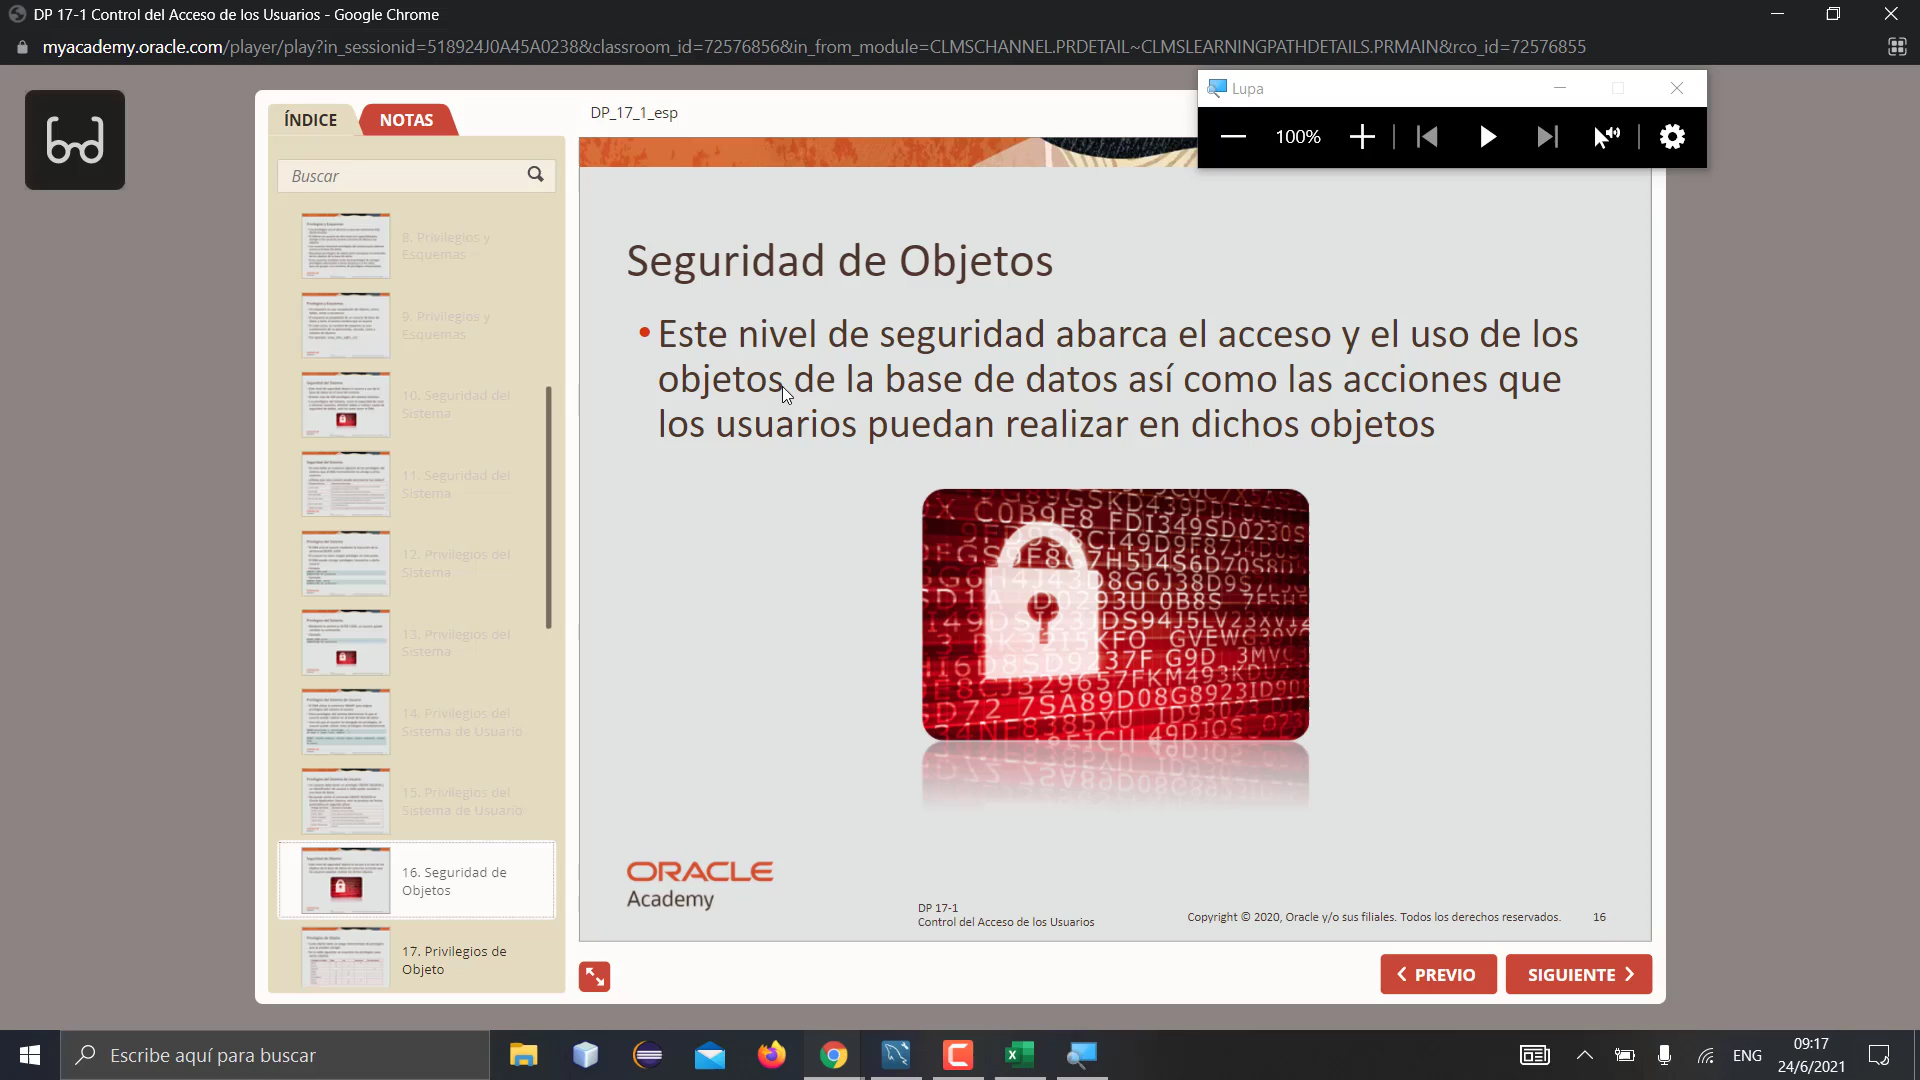 DP 17-1 Control del Acceso de los Usuarios - Google Chrome
myacademy.oracle.com/player/play?in_sessionid=518924J0A45A0238&classroom_id=72576856&in_from_module=CLMSCHANNEL.PRDETAIL~CLMSLEARNINGPATHDETAILS.PRMAIN&rco_id=72576855
Lupa
100%
ÍNDICE
NOTAS
DP_17_1_esp
Buscar
8. Privilegios y
Esquemas
9. Privilegios y
Esquemas
10. Seguridad del
Sistema
11. Seguridad del
Sistema
12. Privilegios del
Sistema
13. Privilegios del
Sistema
14. Privilegios del
Sistema de Usuario
15. Privilegios del
Sistema de Usuario
16. Seguridad de
Objetos
17. Privilegios de
Objeto
Seguridad de Objetos
• Este nivel de seguridad abarca el acceso y el uso de los
objetos de la base de datos así como las acciones que
los usuarios puedan realizar en dichos objetos
ORACLE
Academy
DP 17-1
Control del Acceso de los Usuarios
Copyright © 2020, Oracle y/o sus filiales. Todos los derechos reservados.
16
PREVIO
SIGUIENTE
Escribe aquí para buscar
ENG
09:17
24/6/2021